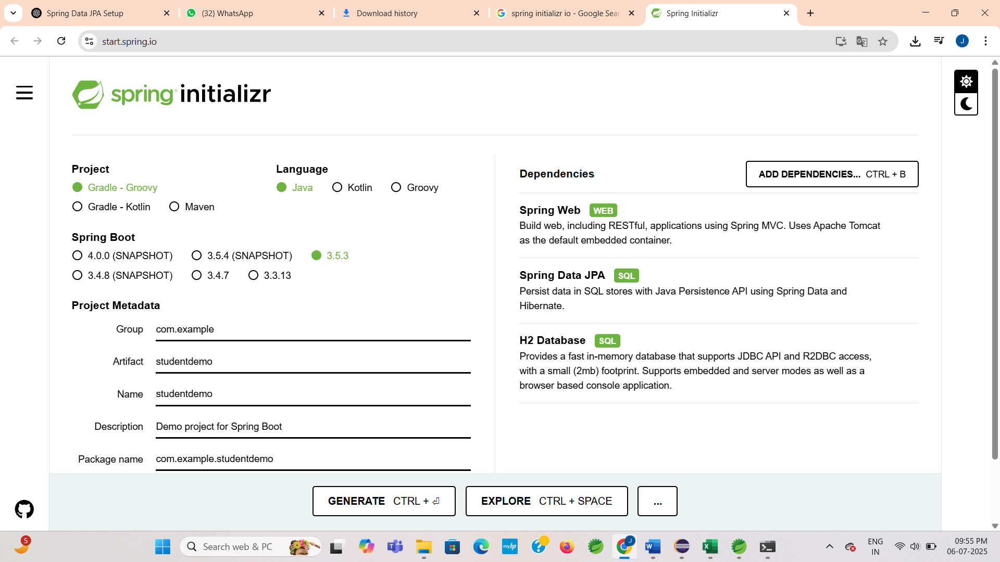 Spring Data JPA Setup
(32) WhatsApp
Download history
spring initializr io - Google Sear
Spring Initializr
start.spring.io
J
spring initializr
Project
Gradle - Groovy
Gradle - Kotlin
Maven
Language
Java
Kotlin
Groovy
Spring Boot
4.0.0 (SNAPSHOT)
3.5.4 (SNAPSHOT)
3.5.3
3.4.8 (SNAPSHOT)
3.4.7
3.3.13
Project Metadata
Group
com.example
Artifact
studentdemo
Name
studentdemo
Description
Demo project for Spring Boot
Package name
com.example.studentdemo
Dependencies
ADD DEPENDENCIES... CTRL + B
Spring Web WEB
Build web, including RESTful, applications using Spring MVC. Uses Apache Tomcat
as the default embedded container.
Spring Data JPA SQL
Persist data in SQL stores with Java Persistence API using Spring Data and
Hibernate.
H2 Database SQL
Provides a fast in-memory database that supports JDBC API and R2DBC access,
with a small (2mb) footprint. Supports embedded and server modes as well as a
browser based console application.
GENERATE CTRL + ⏎
EXPLORE CTRL + SPACE
...
5
Search web & PC
myhp
J
ENG
IN
09:55 PM
06-07-2025